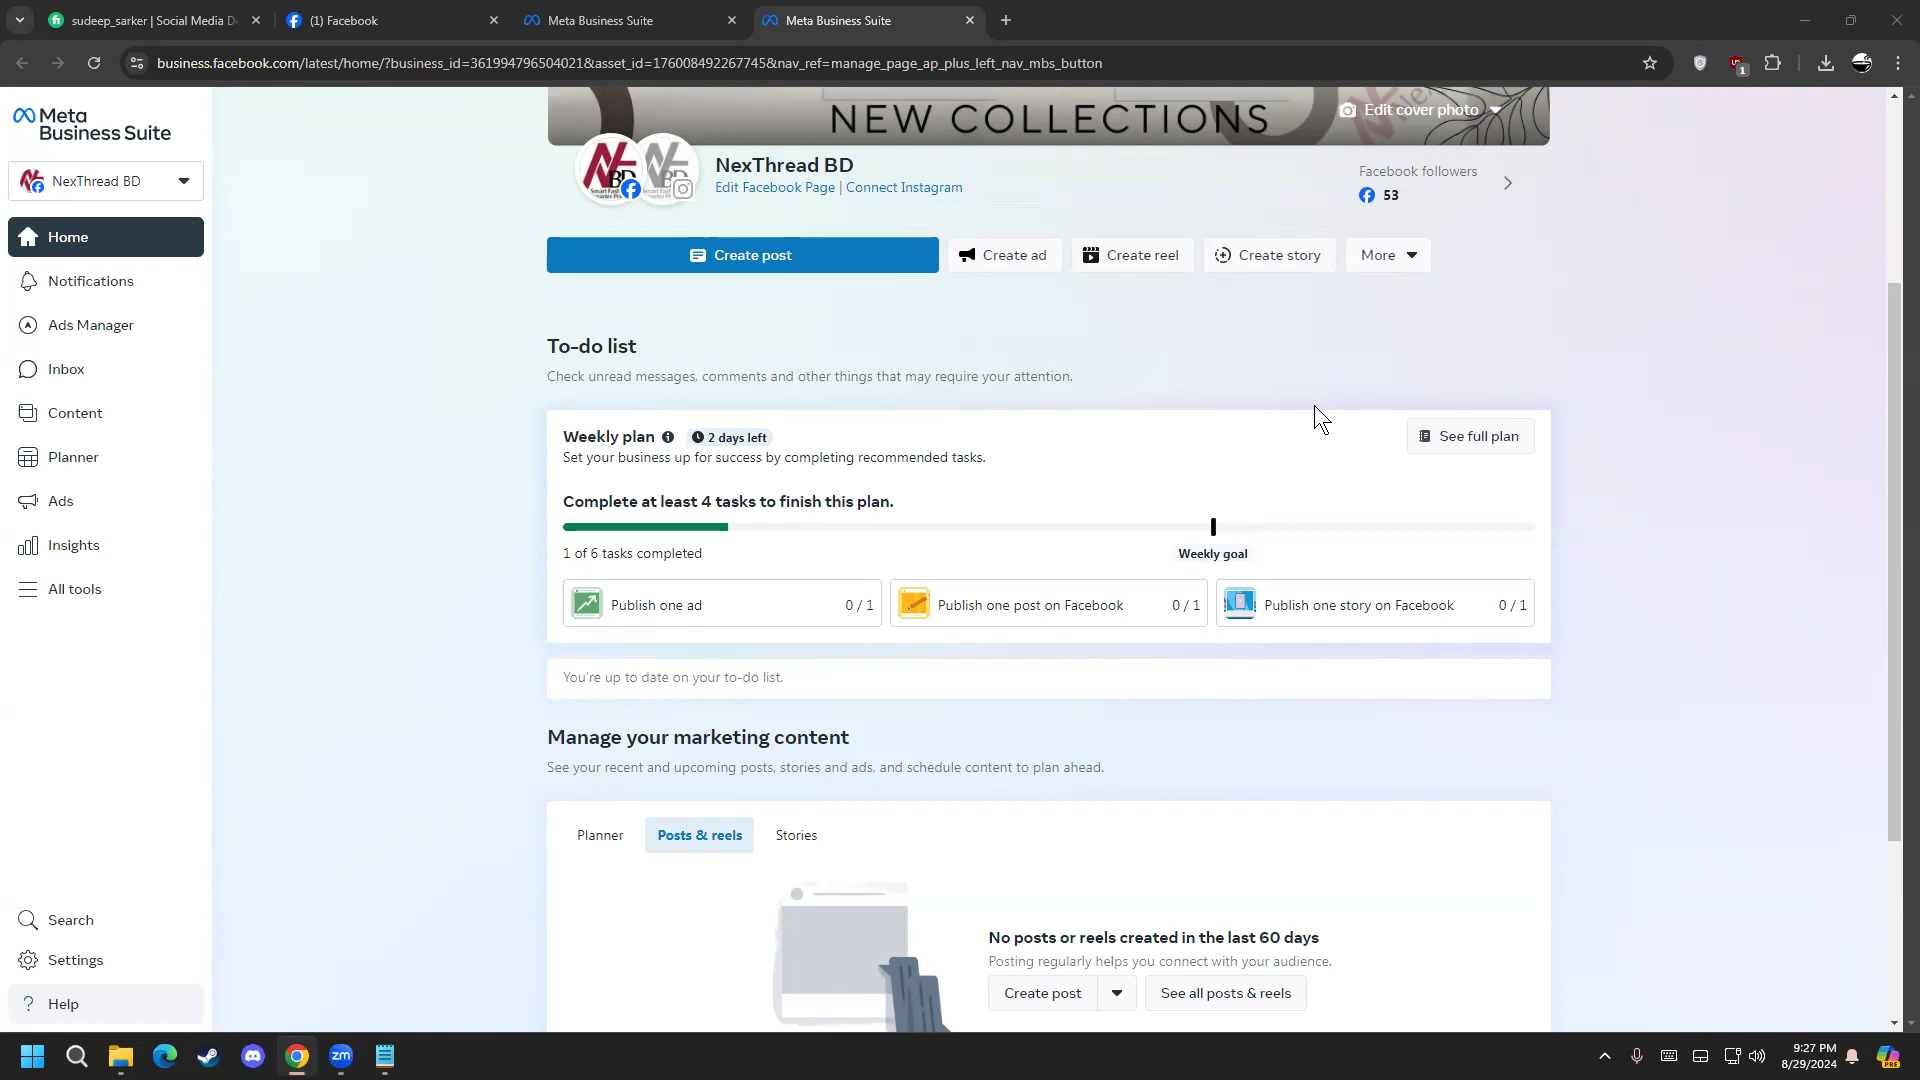 sudeep_sarker | Social Media D
(1) Facebook
Meta Business Suite
Meta Business Suite
business.facebook.com/latest/home/?business_id=361994796504021&asset_id=176008492267745&nav_ref=manage_page_ap_plus_left_nav_mbs_button
1
Meta
Business Suite
NexThread BD
Home
Notifications
Ads Manager
Inbox
Content
Planner
Ads
Insights
All tools
Search
Settings
Help
NEW COLLECTIONS
Edit cover photo
NexThread BD
Edit Facebook Page | Connect Instagram
Facebook followers
53
Create post
Create ad
Create reel
Create story
More
To-do list
Check unread messages, comments and other things that may require your attention.
Weekly plan
2 days left
See full plan
Set your business up for success by completing recommended tasks.
Complete at least 4 tasks to finish this plan.
1 of 6 tasks completed
Weekly goal
Publish one ad 0 / 1
Publish one post on Facebook 0 / 1
Publish one story on Facebook 0 / 1
You're up to date on your to-do list.
Manage your marketing content
See your recent and upcoming posts, stories and ads, and schedule content to plan ahead.
Planner
Posts & reels
Stories
No posts or reels created in the last 60 days
Posting regularly helps you connect with your audience.
Create post
See all posts & reels
zm
9:27 PM
8/29/2024
PRE